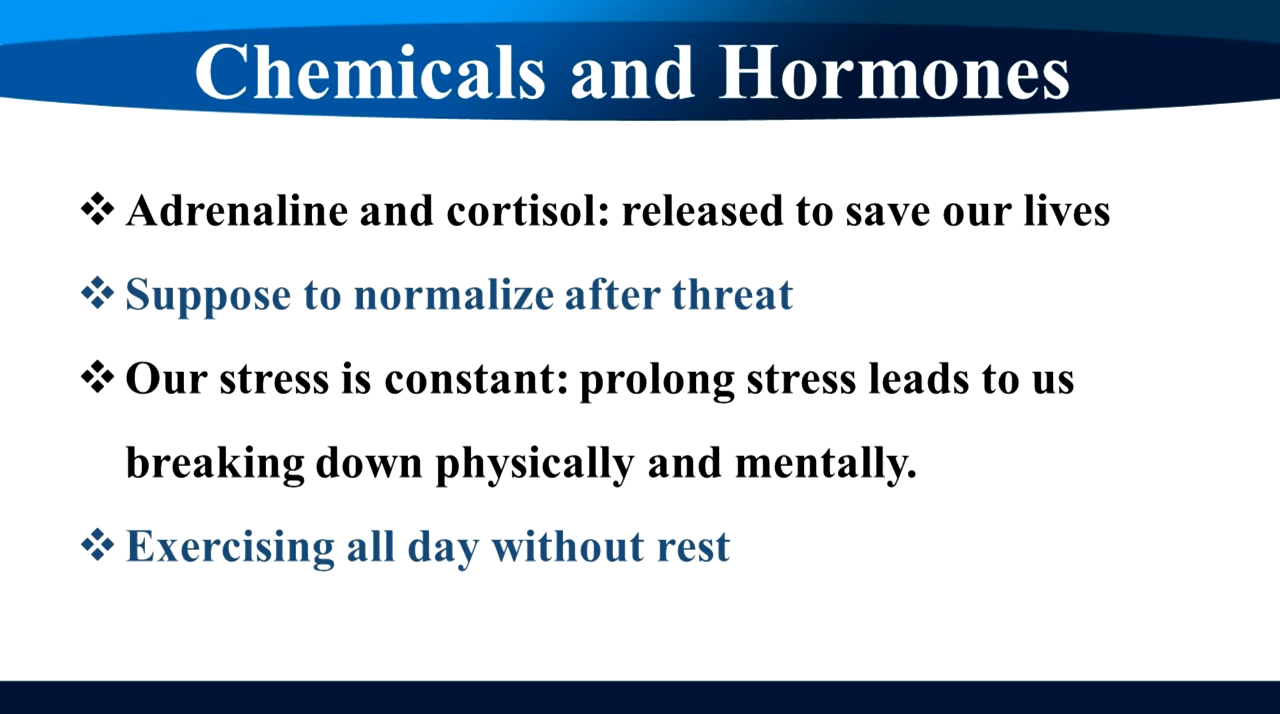 Chemicals and Hormones
❖ Adrenaline and cortisol: released to save our lives
❖ Suppose to normalize after threat
❖ Our stress is constant: prolong stress leads to us
breaking down physically and mentally.
❖ Exercising all day without rest